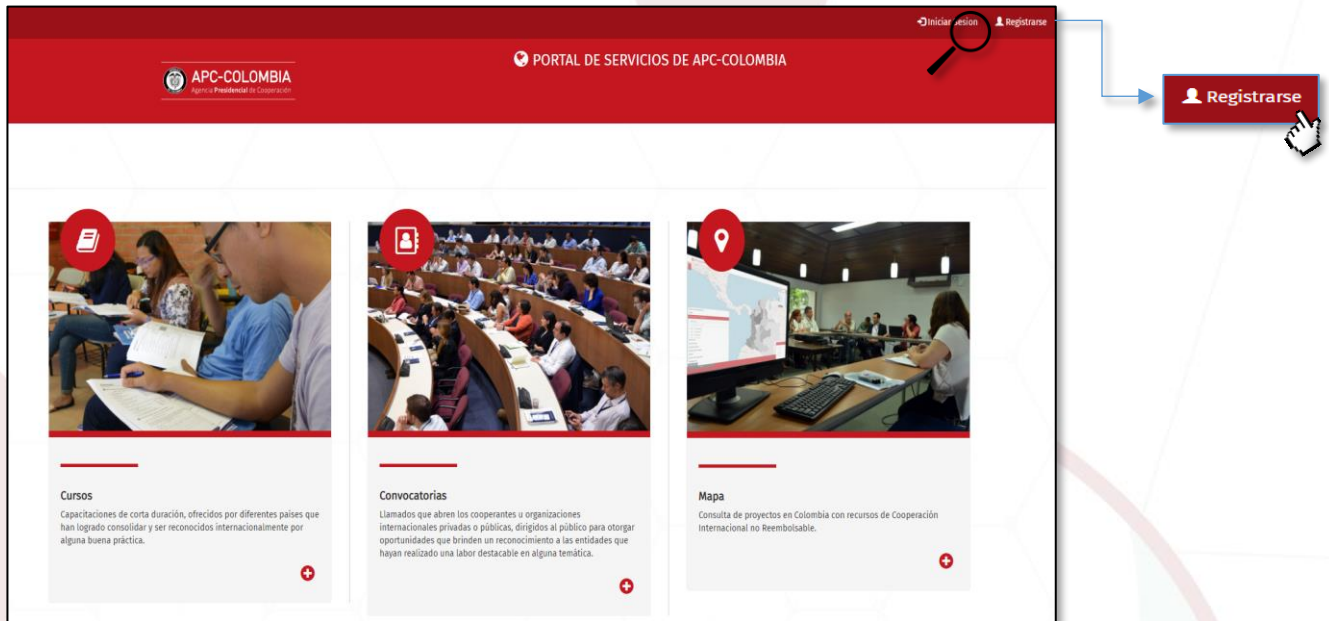 Iniciar Sesion Registrarse
PORTAL DE SERVICIOS DE APC-COLOMBIA
APC-COLOMBIA
Agencia Presidencial de Cooperación
Registrarse
Cursos
Capacitaciones de corta duración, ofrecidos por diferentes paises que
han logrado consolidar y ser reconocidos internacionalmente por
alguna buena práctica.
Convocatorias
Llamados que abren los cooperantes u organizaciones
internacionales privadas o públicas, dirigidos al público para otorgar
oportunidades que brinden un reconocimiento a las entidades que
hayan realizado una labor destacable en alguna temática.
Mapa
Consulta de proyectos en Colombia con recursos de Cooperación
Internacional no Reembolsable.